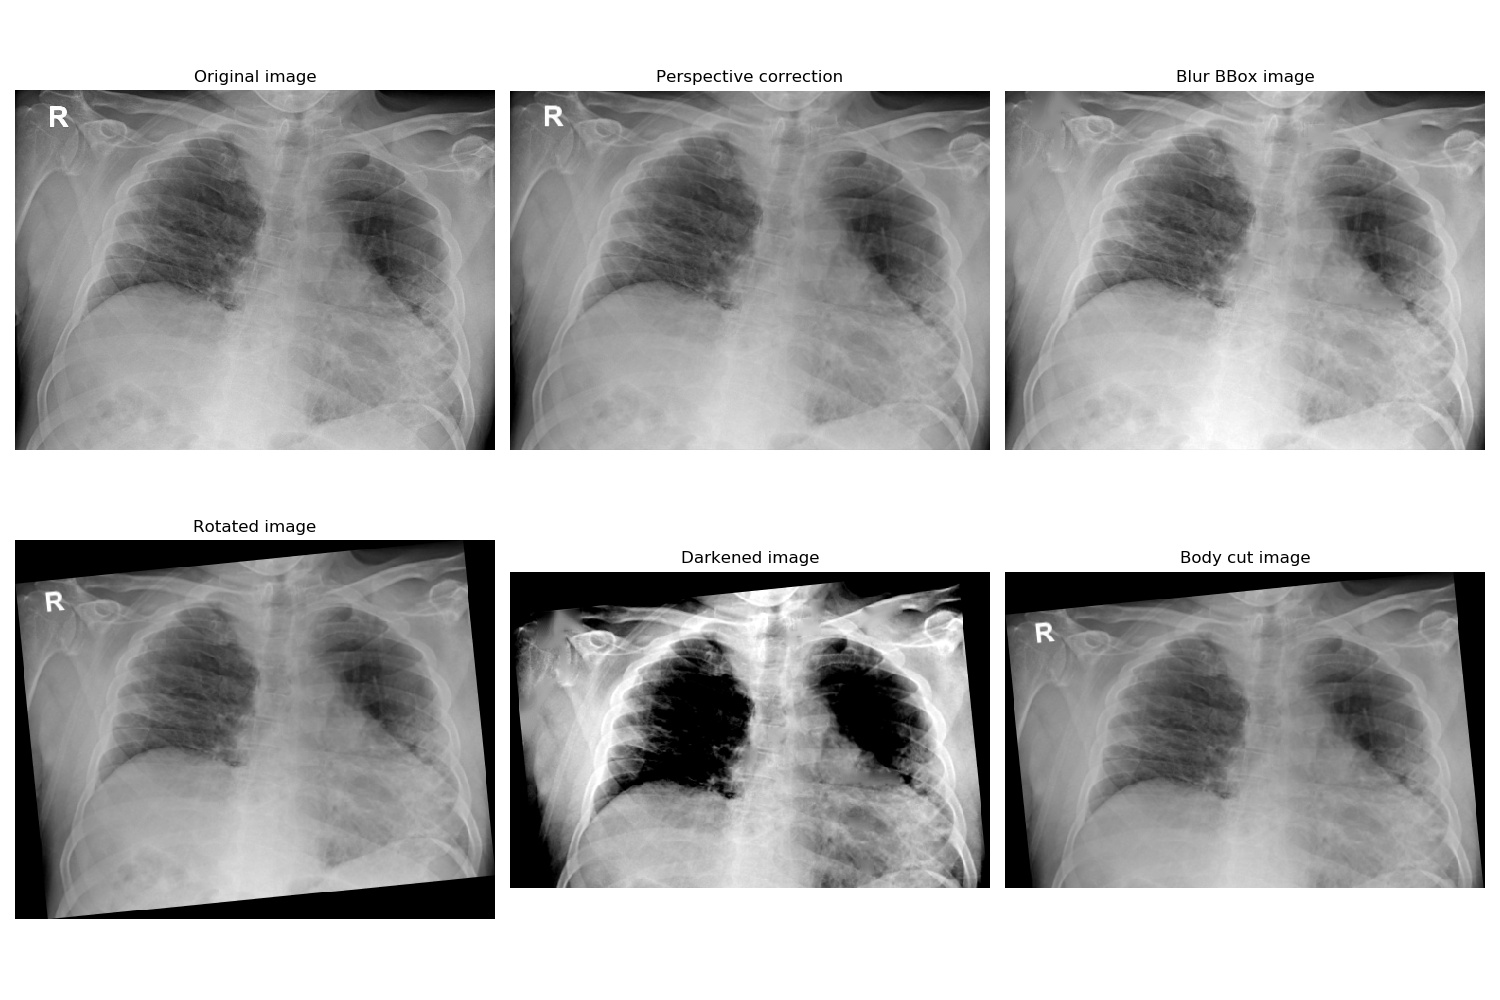 Original image
Perspective correction
Blur BBox image
R
R
Rotated image
Darkened image
Body cut image
R
R